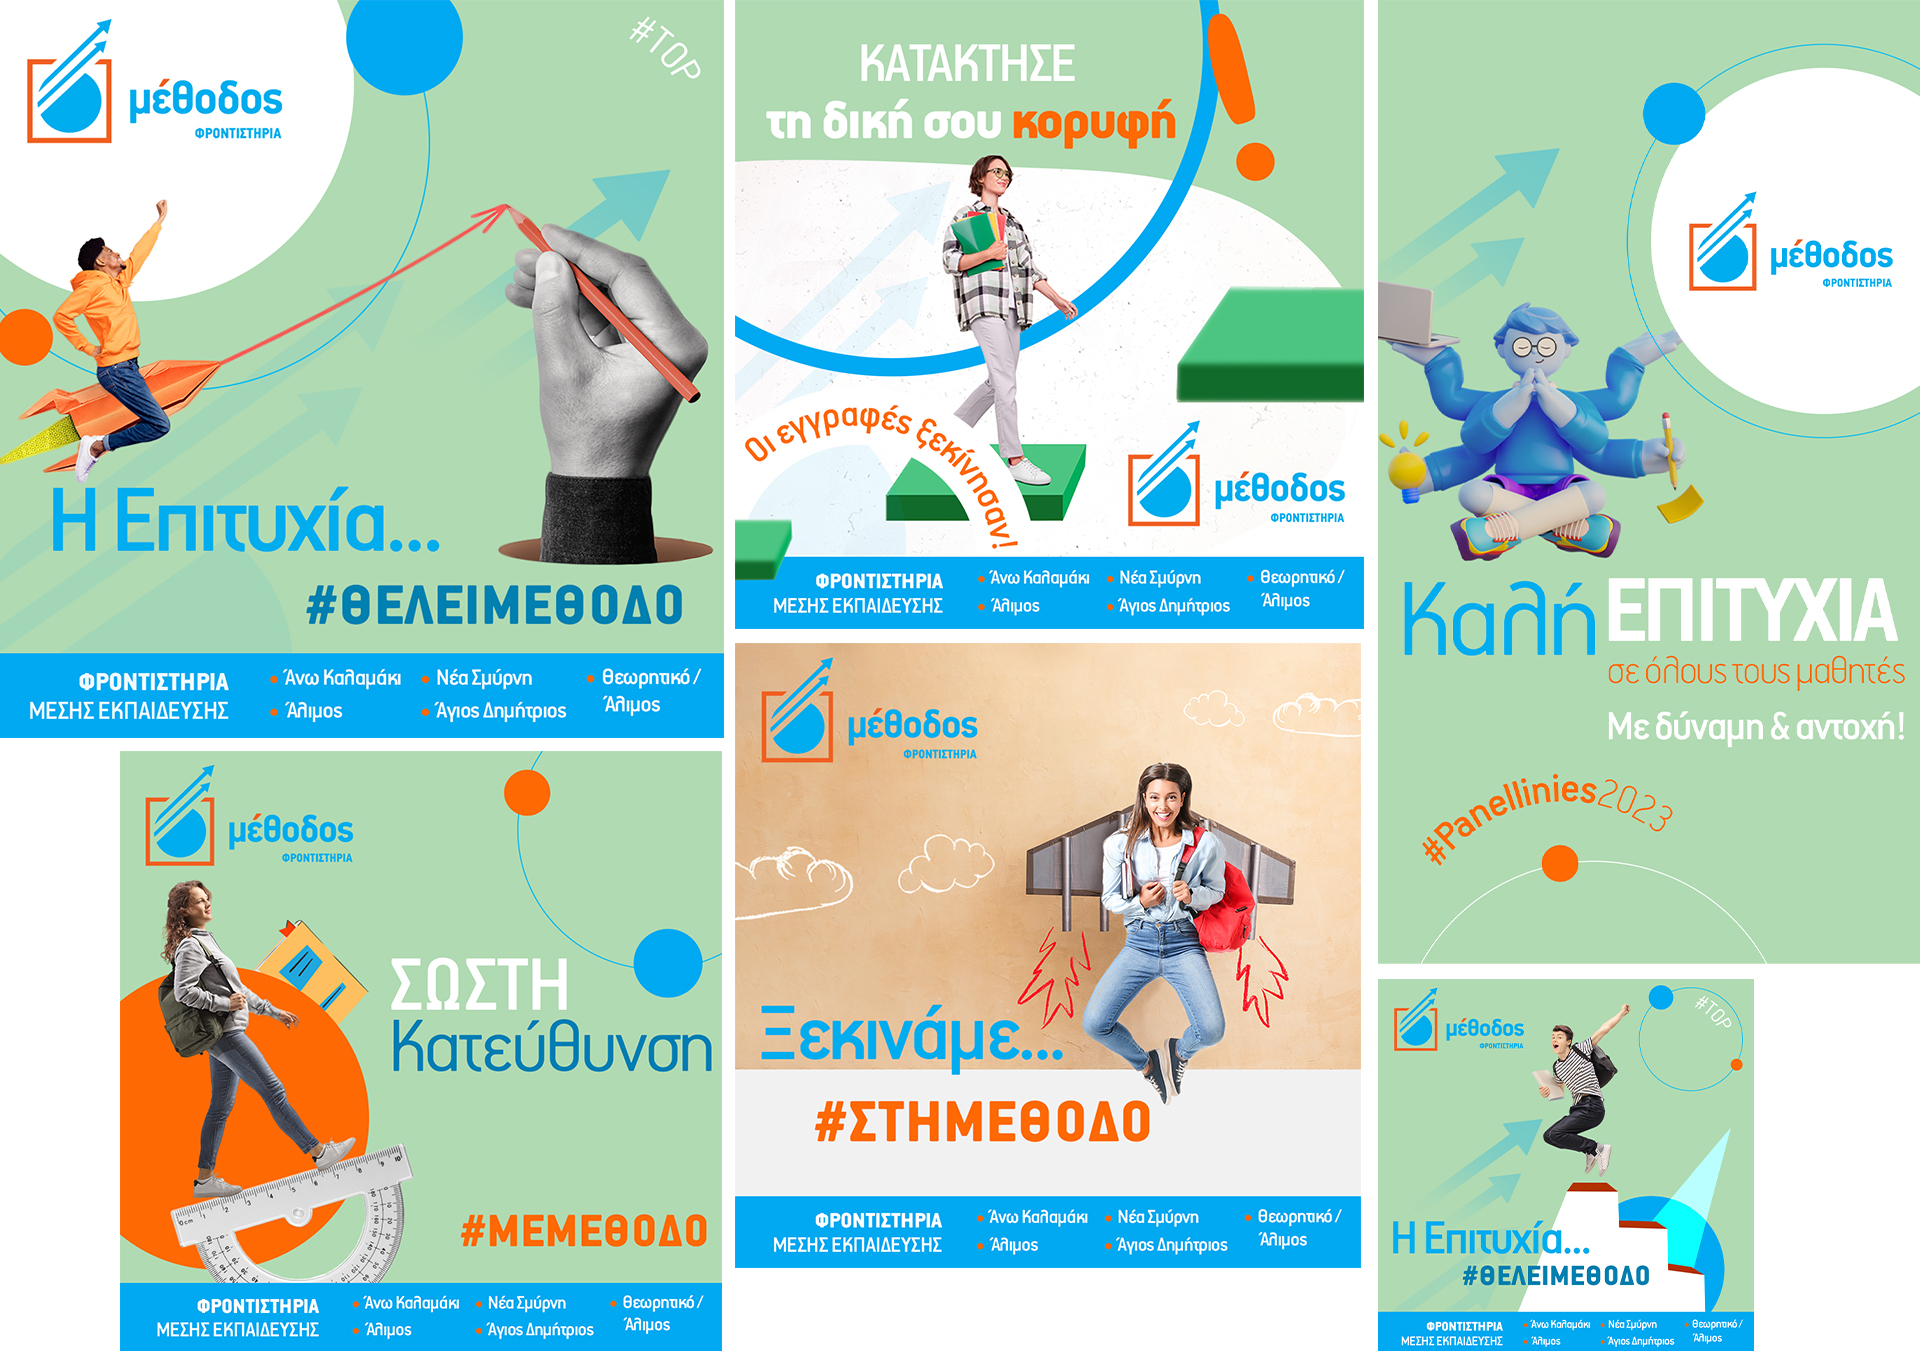 μέθοδος
ΦΡΟΝΤΙΣΤΗΡΙΑ
#TOP
Η Επιτυχία...
#ΘΕΛΕΙΜΕΘΟΔΟ
ΦΡΟΝΤΙΣΤΗΡΙΑ
ΜΕΣΗΣ ΕΚΠΑΙΔΕΥΣΗΣ
• Άνω Καλαμάκι
• Άλιμος
• Νέα Σμύρνη
• Άγιος Δημήτριος
• Θεωρητικό /
Άλιμος
ΚΑΤΑΚΤΗΣΕ
τη δική σου κορυφή
Οι εγγραφές ξεκίνησαν!
μέθοδος
ΦΡΟΝΤΙΣΤΗΡΙΑ
ΦΡΟΝΤΙΣΤΗΡΙΑ
ΜΕΣΗΣ ΕΚΠΑΙΔΕΥΣΗΣ
• Άνω Καλαμάκι
• Άλιμος
• Νέα Σμύρνη
• Άγιος Δημήτριος
• Θεωρητικό /
Άλιμος
μέθοδος
ΦΡΟΝΤΙΣΤΗΡΙΑ
Καλή ΕΠΙΤΥΧΙΑ
σε όλους τους μαθητές
Με δύναμη & αντοχή!
#Panellinies2023
μέθοδος
ΦΡΟΝΤΙΣΤΗΡΙΑ
ΣΩΣΤΗ
Κατεύθυνση
#ΜΕΜΕΘΟΔΟ
ΦΡΟΝΤΙΣΤΗΡΙΑ
ΜΕΣΗΣ ΕΚΠΑΙΔΕΥΣΗΣ
• Άνω Καλαμάκι
• Άλιμος
• Νέα Σμύρνη
• Άγιος Δημήτριος
• Θεωρητικό /
Άλιμος
μέθοδος
ΦΡΟΝΤΙΣΤΗΡΙΑ
Ξεκινάμε...
#ΣΤΗΜΕΘΟΔΟ
ΦΡΟΝΤΙΣΤΗΡΙΑ
ΜΕΣΗΣ ΕΚΠΑΙΔΕΥΣΗΣ
• Άνω Καλαμάκι
• Άλιμος
• Νέα Σμύρνη
• Άγιος Δημήτριος
• Θεωρητικό /
Άλιμος
μέθοδος
ΦΡΟΝΤΙΣΤΗΡΙΑ
#TOP
Η Επιτυχία...
#ΘΕΛΕΙΜΕΘΟΔΟ
ΦΡΟΝΤΙΣΤΗΡΙΑ
ΜΕΣΗΣ ΕΚΠΑΙΔΕΥΣΗΣ
• Άνω Καλαμάκι
• Άλιμος
• Νέα Σμύρνη
• Άγιος Δημήτριος
• Θεωρητικό /
Άλιμος